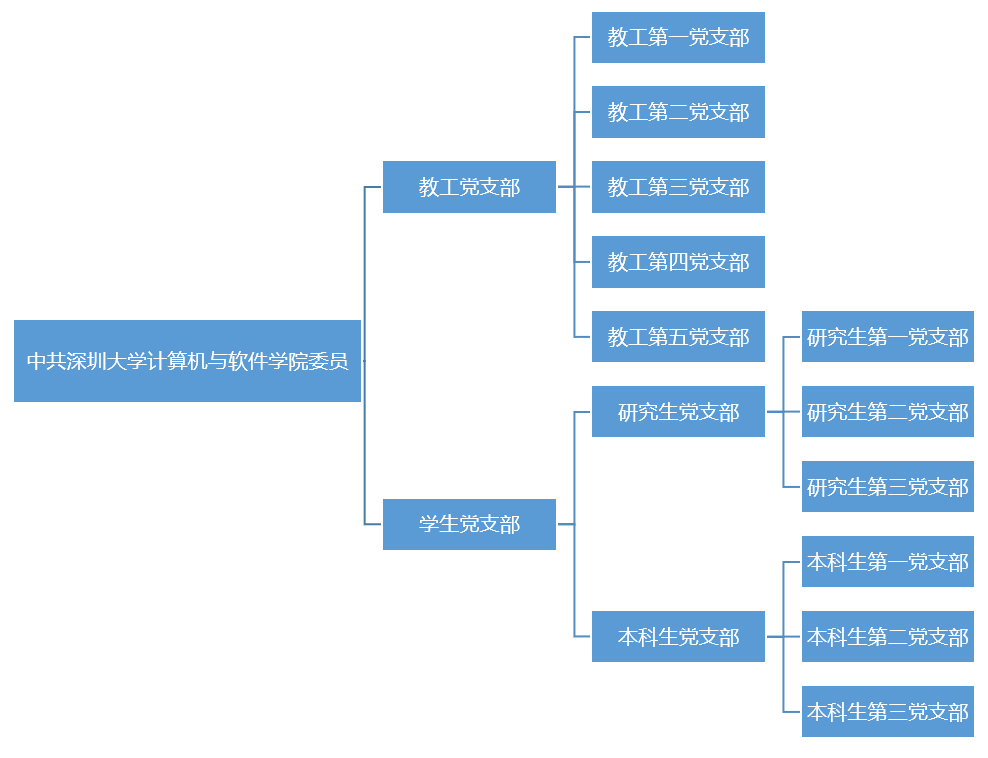 中共深圳大学计算机与软件学院委员
教工党支部
教工第一党支部
教工第二党支部
教工第三党支部
教工第四党支部
教工第五党支部
学生党支部
研究生党支部
研究生第一党支部
研究生第二党支部
研究生第三党支部
本科生党支部
本科生第一党支部
本科生第二党支部
本科生第三党支部